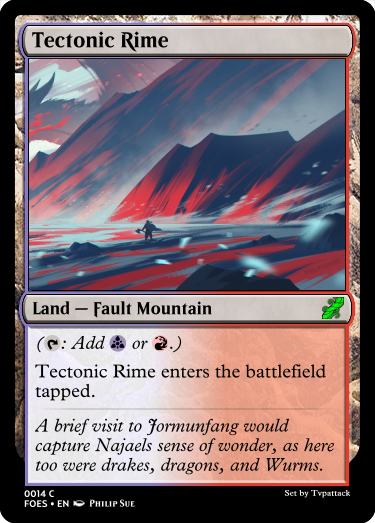 Tectonic Rime
Land — Fault Mountain
(: Add or .)
Tectonic Rime enters the battlefield
tapped.
A brief visit to Jormunfang would
capture Najaels sense of wonder, as here
too were drakes, dragons, and Wurms.
0014 C
FOES • EN Philip Sue
Set by Tvpattack